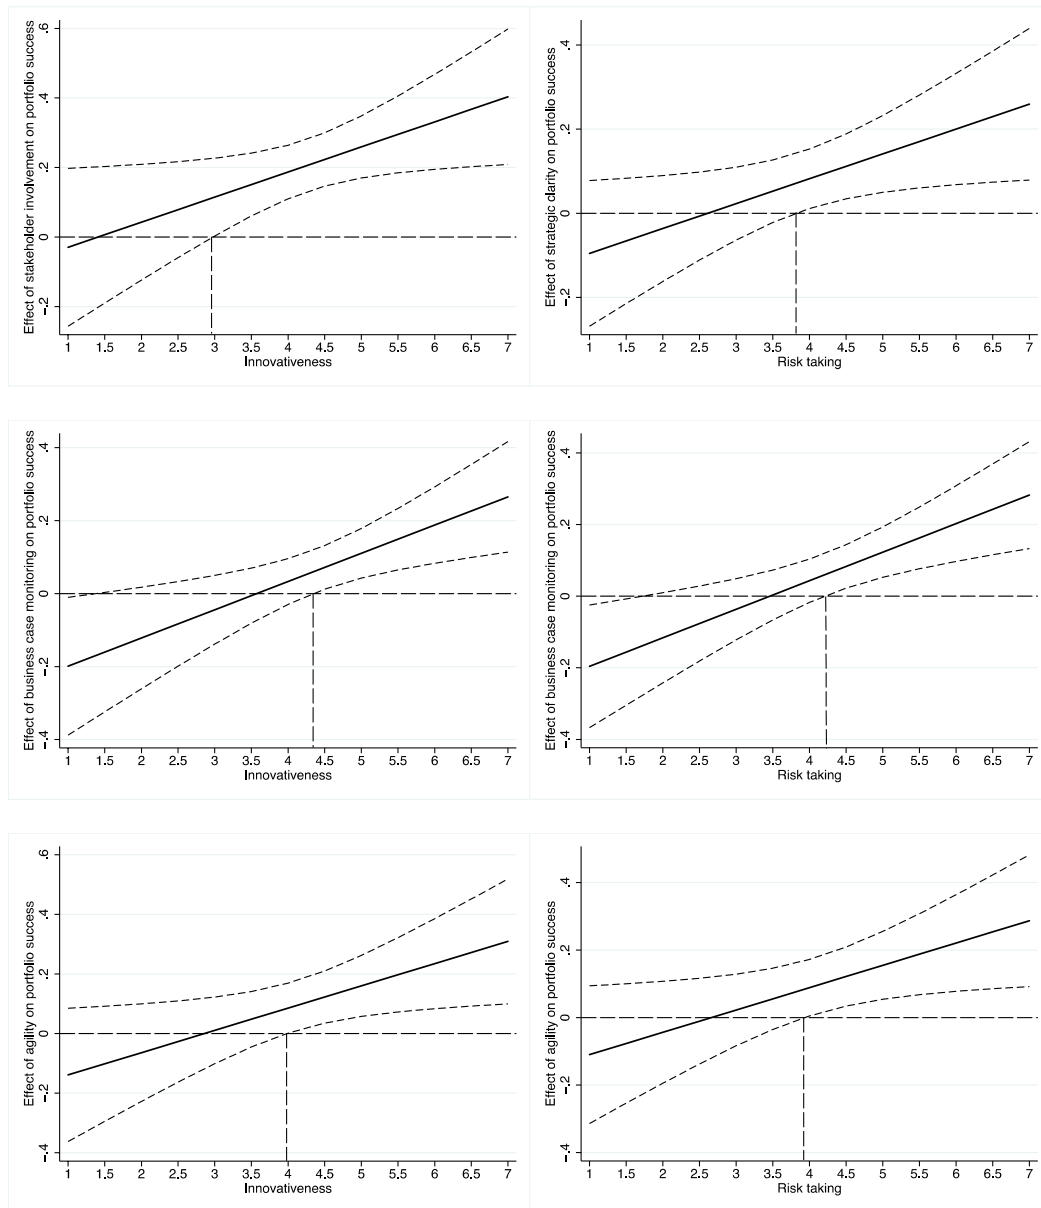 Effect of stakeholder involvement on portfolio success
.6
.4
.2
0
-.2
1 1.5 2 2.5 3 3.5 4 4.5 5 5.5 6 6.5 7
Innovativeness
Effect of strategic clarity on portfolio success
.4
.2
0
-.2
1 1.5 2 2.5 3 3.5 4 4.5 5 5.5 6 6.5 7
Risk taking
Effect of business case monitoring on portfolio success
.4
.2
0
-.2
-.4
1 1.5 2 2.5 3 3.5 4 4.5 5 5.5 6 6.5 7
Innovativeness
Effect of business case monitoring on portfolio success
.4
.2
0
-.2
-.4
1 1.5 2 2.5 3 3.5 4 4.5 5 5.5 6 6.5 7
Risk taking
Effect of agility on portfolio success
.6
.4
.2
0
-.2
-.4
1 1.5 2 2.5 3 3.5 4 4.5 5 5.5 6 6.5 7
Innovativeness
Effect of agility on portfolio success
.4
.2
0
-.2
-.4
1 1.5 2 2.5 3 3.5 4 4.5 5 5.5 6 6.5 7
Risk taking